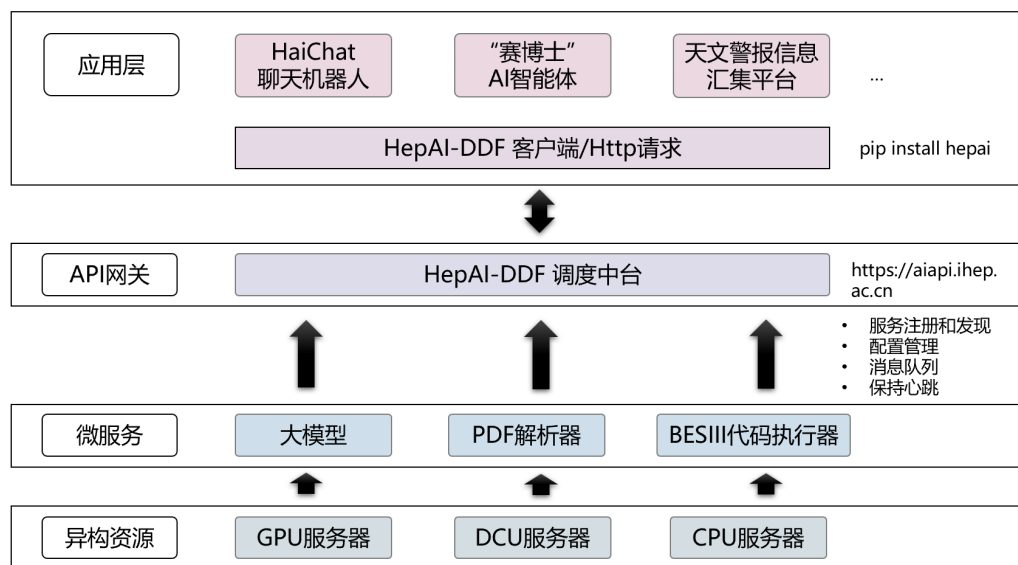 应用层
HaiChat
聊天机器人
“赛博士”
AI智能体
天文警报信息
汇集平台
...
HepAI-DDF 客户端/Http请求
pip install hepai
API网关
HepAI-DDF 调度中台
https://aiapi.ihep.
ac.cn
• 服务注册和发现
• 配置管理
• 消息队列
• 保持心跳
微服务
大模型
PDF解析器
BESIII代码执行器
异构资源
GPU服务器
DCU服务器
CPU服务器